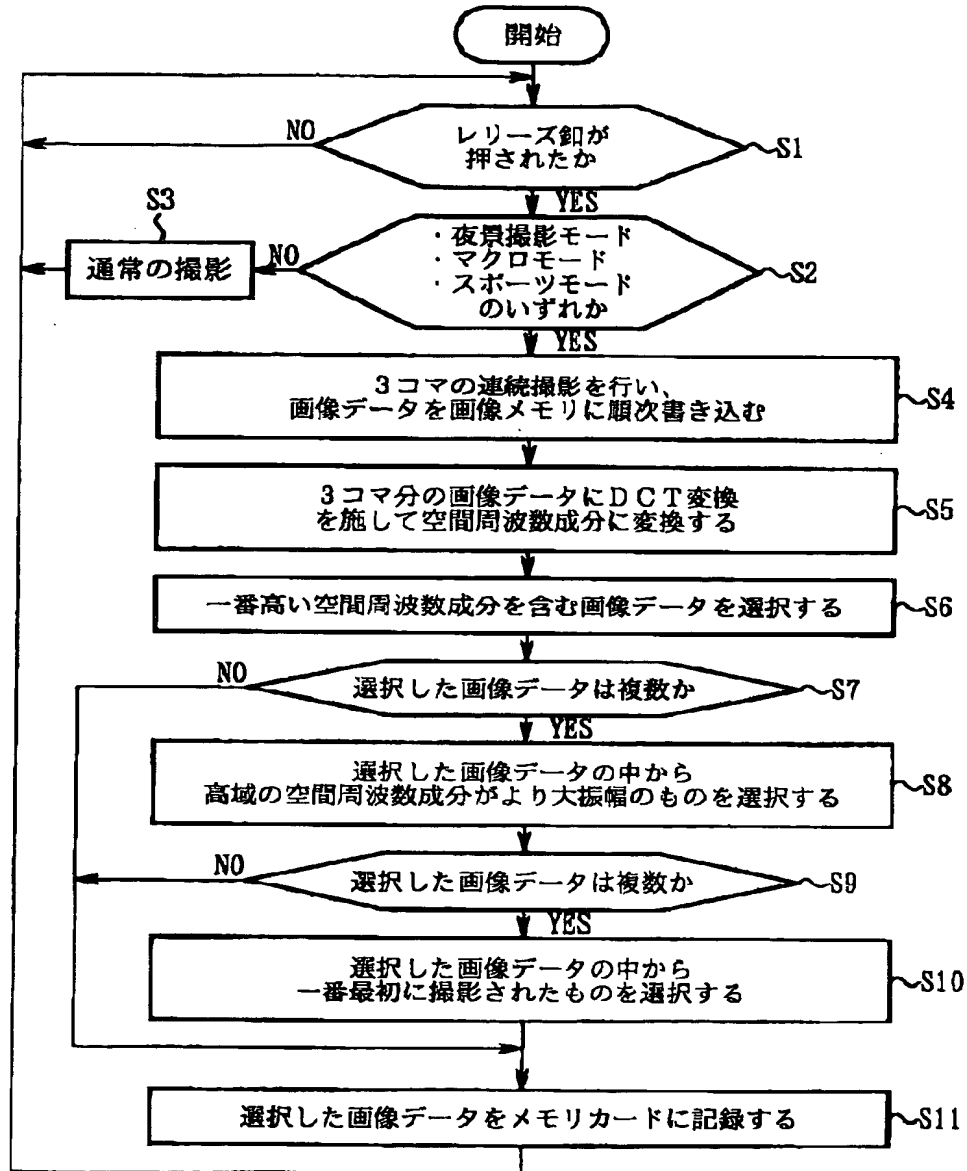 開始
レリーズ釦が
押されたか
NO
S1
YES
S3
通常の撮影
NO
・夜景撮影モード
・マクロモード
・スポーツモード
のいずれか
S2
YES
3コマの連続撮影を行い、
画像データを画像メモリに順次書き込む
S4
3コマ分の画像データにDCT変換
を施して空間周波数成分に変換する
S5
一番高い空間周波数成分を含む画像データを選択する
S6
NO
選択した画像データは複数か
S7
YES
選択した画像データの中から
高域の空間周波数成分がより大振幅のものを選択する
S8
NO
選択した画像データは複数か
S9
YES
選択した画像データの中から
一番最初に撮影されたものを選択する
S10
選択した画像データをメモリカードに記録する
S11